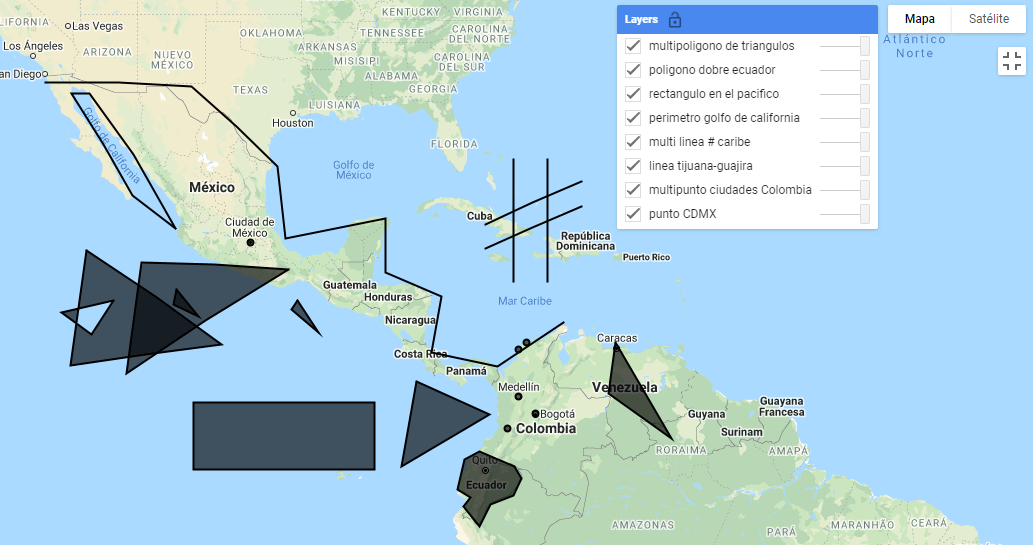 Layers
multipoligono de triangulos
poligono dobre ecuador
rectangulo en el pacifico
perimetro golfo de california
multi linea # caribe
linea tijuana-guajira
multipunto ciudades Colombia
punto CDMX
Mapa
Satélite
Atlántico
Norte
LIFORNIA
Las Vegas
Los Ángeles
an Diego
ARIZONA
NUEVO
MÉXICO
OKLAHOMA
KENTUCKY
VIRGINIA
TENNESSEE
CAROLINA
DEL NORTE
ARKANSAS
MISISIPI
CAROLINA
DEL SUR
ALABAMA
GEORGIA
TEXAS
LUISIANA
Houston
FLORIDA
Golfo de California
Golfo de
México
México
Ciudad de
México
Cuba
República
Dominicana
Puerto Rico
Guatemala
Honduras
Mar Caribe
Nicaragua
Costa Rica
Panamá
Caracas
Medellín
Venezuela
Bogotá
Colombia
Guayana
Francesa
Guyana
Surinam
RORAIMA
AMAPÁ
Quito
Ecuador
AMAZONAS
PARÁ
MARANHÃO
CEARÁ